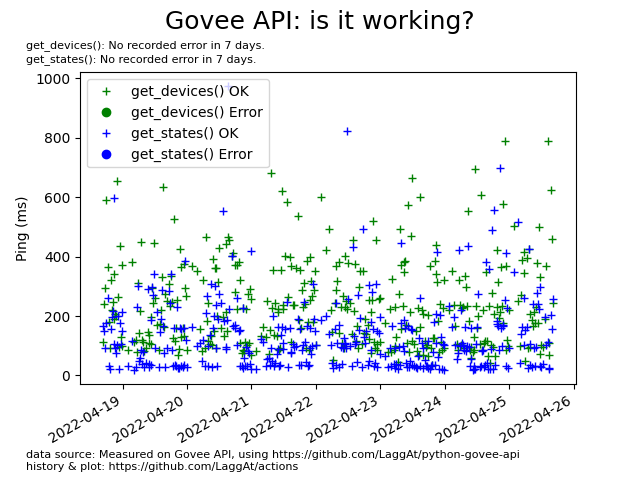 Govee API: is it working?
get_devices(): No recorded error in 7 days.
get_states(): No recorded error in 7 days.
1000
800
600
400
200
0
Ping (ms)
get_devices() OK
get_devices() Error
get_states() OK
get_states() Error
2022-04-19
2022-04-20
2022-04-21
2022-04-22
2022-04-23
2022-04-24
2022-04-25
2022-04-26
data source: Measured on Govee API, using https://github.com/LaggAt/python-govee-api
history & plot: https://github.com/LaggAt/actions